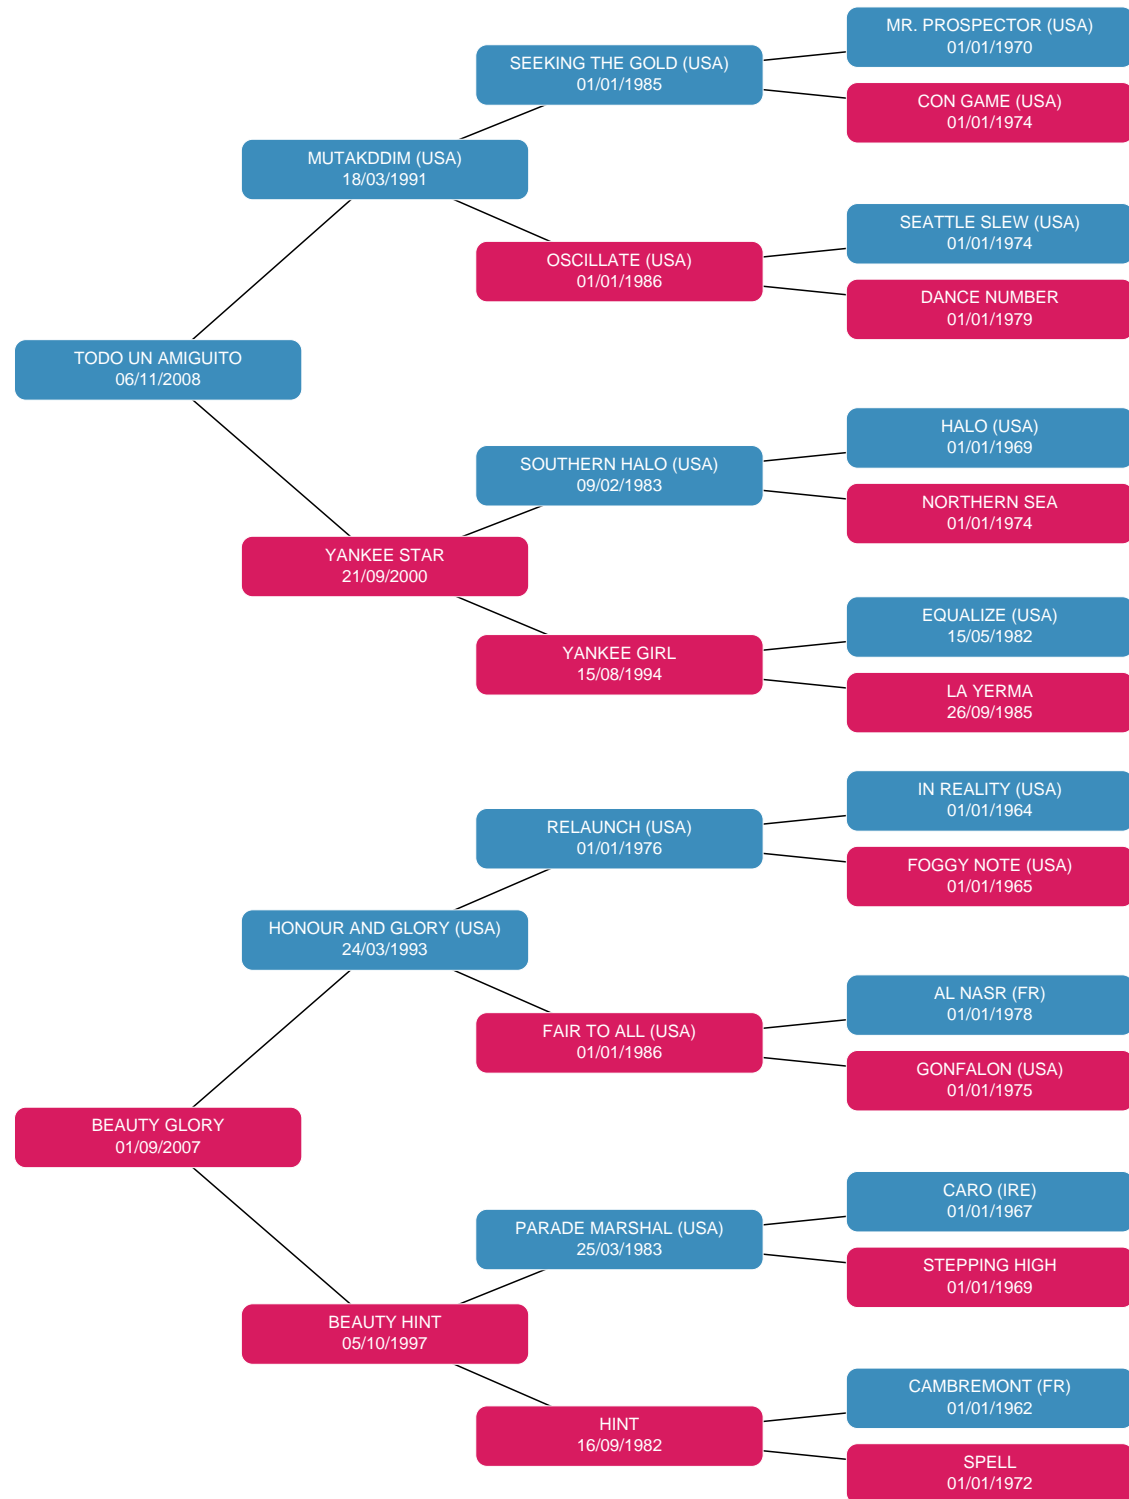 MR. PROSPECTOR (USA)
01/01/1970
SEEKING THE GOLD (USA)
01/01/1985
CON GAME (USA)
01/01/1974
MUTAKDDIM (USA)
18/03/1991
SEATTLE SLEW (USA)
01/01/1974
OSCILLATE (USA)
01/01/1986
DANCE NUMBER
01/01/1979
TODO UN AMIGUITO
06/11/2008
HALO (USA)
01/01/1969
SOUTHERN HALO (USA)
09/02/1983
NORTHERN SEA
01/01/1974
YANKEE STAR
21/09/2000
EQUALIZE (USA)
15/05/1982
YANKEE GIRL
15/08/1994
LA YERMA
26/09/1985
IN REALITY (USA)
01/01/1964
RELAUNCH (USA)
01/01/1976
FOGGY NOTE (USA)
01/01/1965
HONOUR AND GLORY (USA)
24/03/1993
AL NASR (FR)
01/01/1978
FAIR TO ALL (USA)
01/01/1986
GONFALON (USA)
01/01/1975
BEAUTY GLORY
01/09/2007
CARO (IRE)
01/01/1967
PARADE MARSHAL (USA)
25/03/1983
STEPPING HIGH
01/01/1969
BEAUTY HINT
05/10/1997
CAMBREMONT (FR)
01/01/1962
HINT
16/09/1982
SPELL
01/01/1972